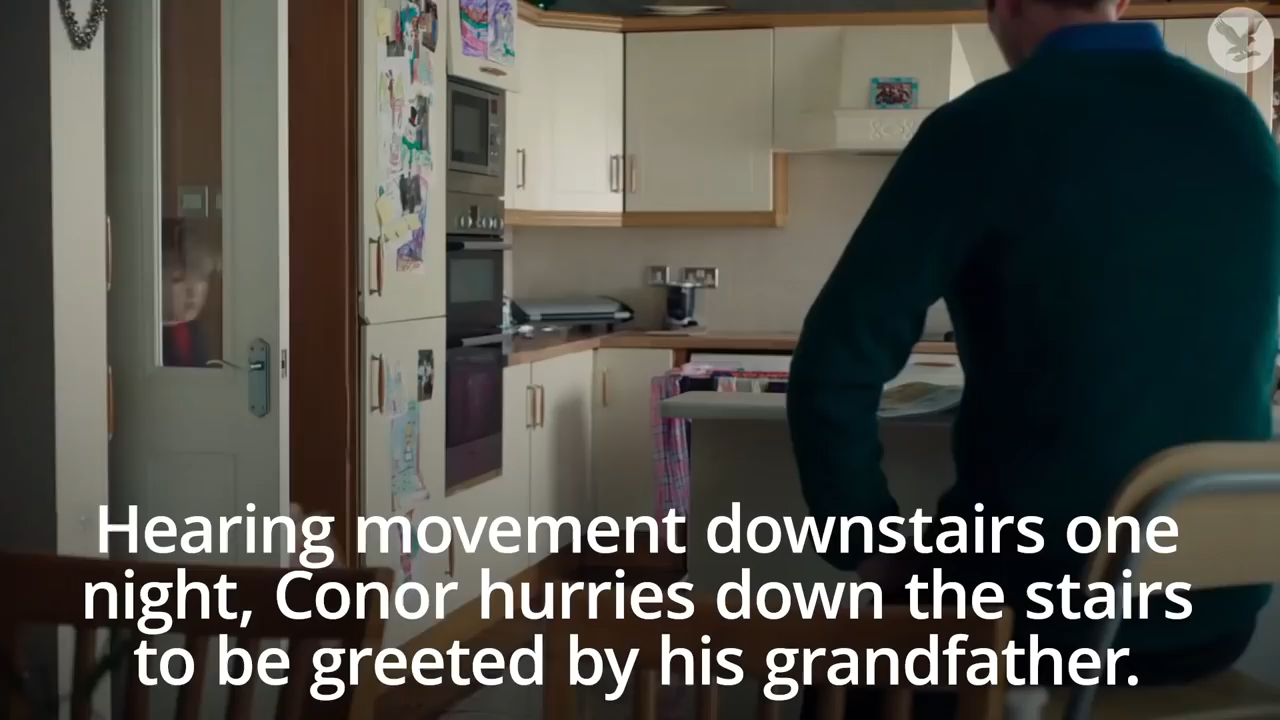 Hearing movement downstairs one
night, Conor hurries down the stairs
to be greeted by his grandfather.